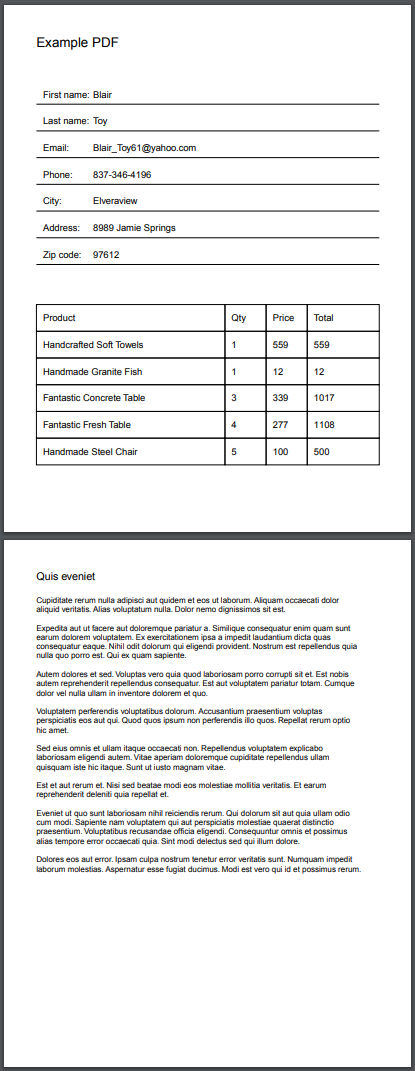 Example PDF
First name: Blair
Last name: Toy
Email: Blair_Toy61@yahoo.com
Phone: 837-346-4196
City: Elveraview
Address: 8989 Jamie Springs
Zip code: 97612
Product Qty Price Total
Handcrafted Soft Towels 1 559 559
Handmade Granite Fish 1 12 12
Fantastic Concrete Table 3 339 1017
Fantastic Fresh Table 4 277 1108
Handmade Steel Chair 5 100 500
Quis eveniet
Cupiditate rerum nulla adipisci aut quidem et eos ut laborum. Aliquam occaecati dolor
aliquid veritatis. Alias voluptatum nulla. Dolor nemo dignissimos sit est.
Expedita aut ut facere aut doloremque pariatur a. Similique consequatur enim quam sunt
earum dolorem voluptatem. Ex exercitationem ipsa a impedit laudantium dicta quas
consequatur eaque. Nihil odit dolorum qui eligendi provident. Nostrum est repellendus quia
nulla quo porro est. Qui ex quam sapiente.
Autem dolores et sed. Voluptas vero quia quod laboriosam porro corrupti sit et. Est nobis
autem reprehenderit repellendus consequatur. Est aut voluptatem pariatur totam. Cumque
dolor vel nulla ullam in inventore dolorem et quo.
Voluptatem perferendis voluptatibus dolorum. Accusantium praesentium voluptas
perspiciatis eos aut qui. Quod quos ipsum non perferendis illo quos. Repellat rerum optio
hic amet.
Sed eius omnis et ullam itaque occaecati non. Repellendus voluptatem explicabo
laboriosam eligendi autem. Vitae aperiam doloremque cupiditate repellendus ullam
quisquam iste hic itaque. Sunt ut iusto magnam vitae.
Est et aut rerum et. Nisi sed beatae modi eos molestiae mollitia veritatis. Et earum
reprehenderit deleniti quia repellat et.
Eveniet ut quo sunt laboriosam nihil reiciendis rerum. Qui dolorum sit aut quia ullam odio
cum modi. Sapiente nam voluptatem qui aut perspiciatis molestiae quaerat distinctio
praesentium. Voluptatibus recusandae officia eligendi. Consequuntur omnis et possimus
alias tempore error occaecati quia. Sint modi delectus sed qui illum dolore.
Dolores eos aut error. Ipsam culpa nostrum tenetur error veritatis sunt. Numquam impedit
laborum molestias. Aspernatur esse fugiat ducimus. Modi est vero qui id et possimus rerum.